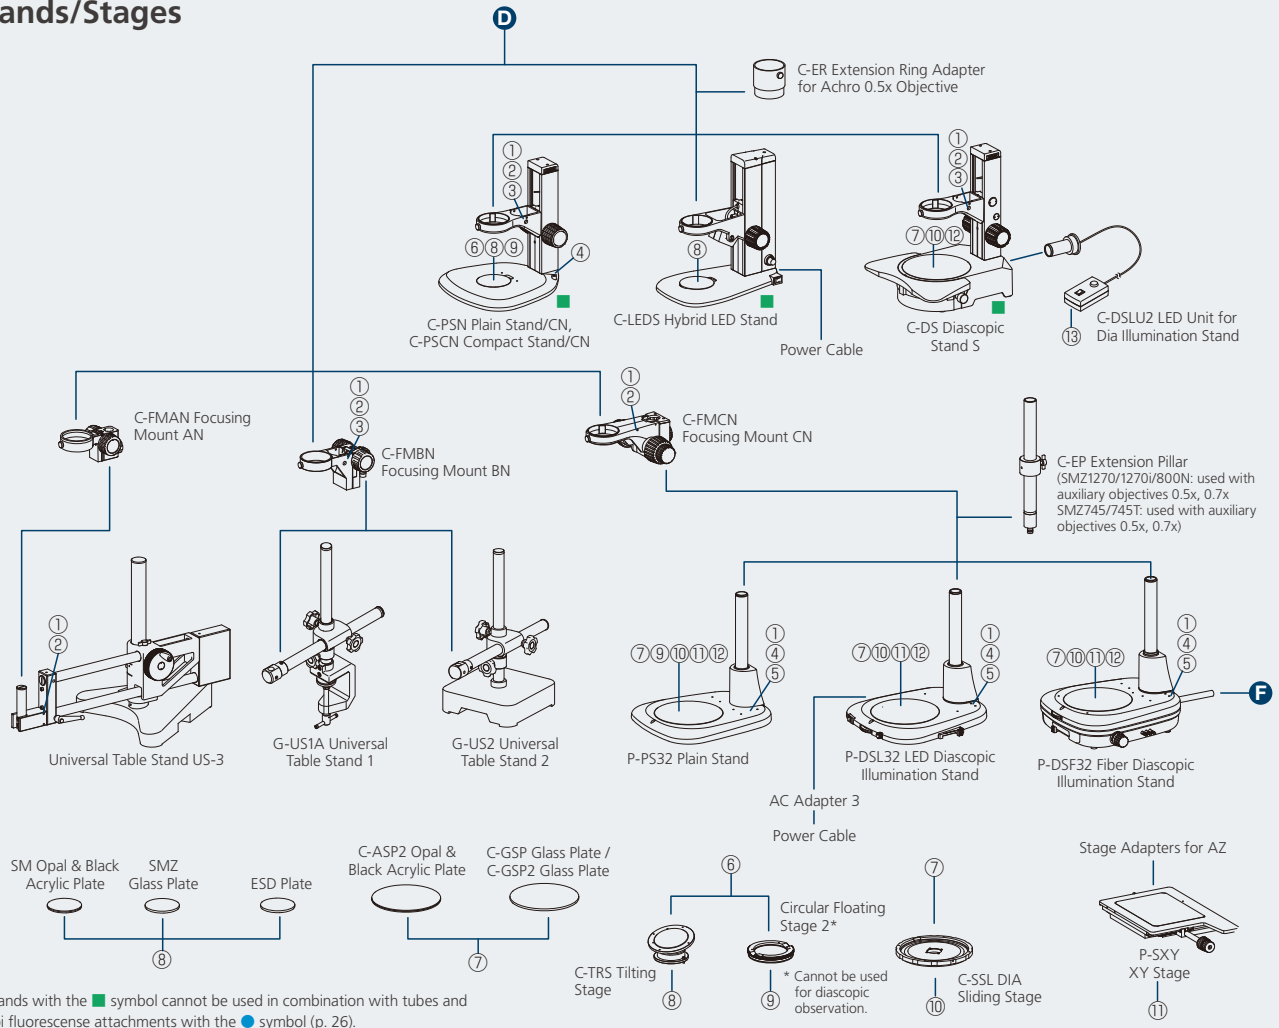 ands/Stages
D
C-ER Extension Ring Adapter
for Achro 0.5x Objective
①
②
③
⑥⑧⑨
④
C-PSN Plain Stand/CN,
C-PSCN Compact Stand/CN
⑧
C-LEDS Hybrid LED Stand
Power Cable
①
②
③
⑦⑩⑫
C-DS Diascopic
Stand S
⑬
C-DSLU2 LED Unit for
Dia Illumination Stand
C-FMAN Focusing
Mount AN
①
②
③
C-FMBN
Focusing Mount BN
①
②
C-FMCN
Focusing Mount CN
C-EP Extension Pillar
(SMZ1270/1270i/800N: used with
auxiliary objectives 0.5x, 0.7x
SMZ745/745T: used with auxiliary
objectives 0.5x, 0.7x)
①
②
Universal Table Stand US-3
G-US1A Universal
Table Stand 1
G-US2 Universal
Table Stand 2
⑦⑨⑩⑪⑫
①
④
⑤
P-PS32 Plain Stand
⑦⑩⑪⑫
①
④
⑤
P-DSL32 LED Diascopic
Illumination Stand
AC Adapter 3
Power Cable
⑦⑩⑪⑫
①
④
⑤
F
P-DSF32 Fiber Diascopic
Illumination Stand
SM Opal & Black
Acrylic Plate
SMZ
Glass Plate
ESD Plate
⑧
C-ASP2 Opal &
Black Acrylic Plate
C-GSP Glass Plate /
C-GSP2 Glass Plate
⑦
⑥
C-TRS Tilting
Stage
⑧
Circular Floating
Stage 2*
⑨
* Cannot be used
for diascopic
observation.
⑦
C-SSL DIA
Sliding Stage
⑩
Stage Adapters for AZ
P-SXY
XY Stage
⑪
ands with the ■ symbol cannot be used in combination with tubes and
i fluorescense attachments with the ● symbol (p. 26).